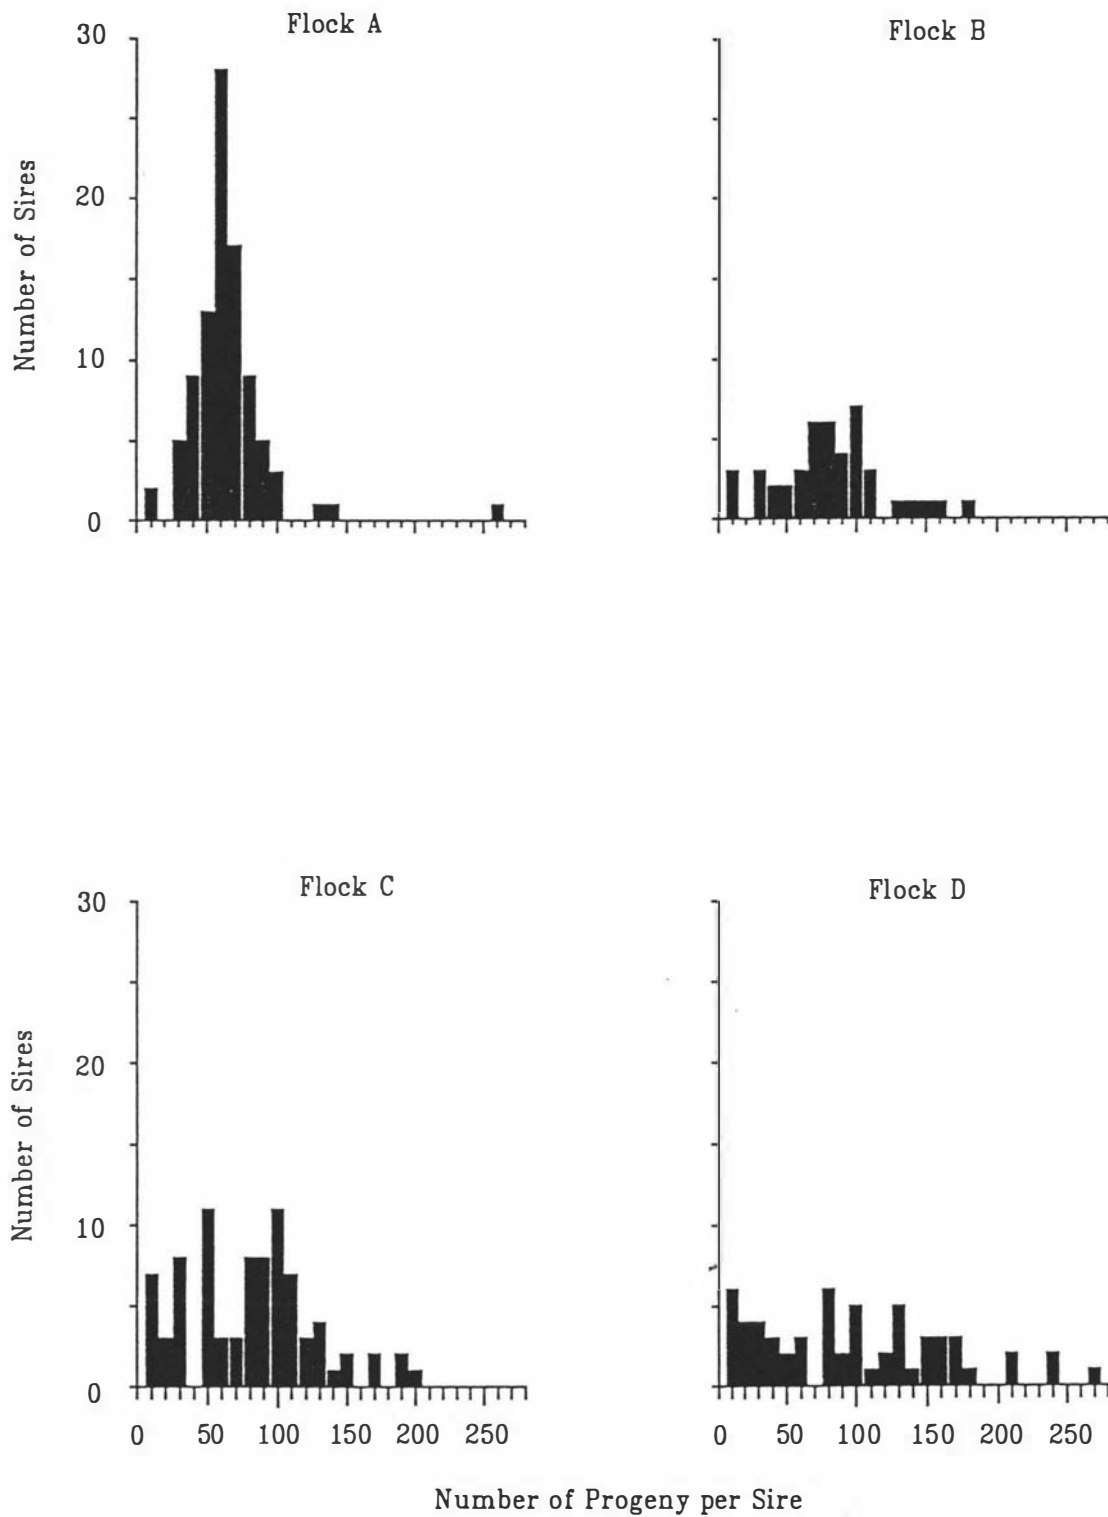 Flock A
Flock B
30
20
10
0
Number of Sires
Flock C
Flock D
30
20
10
0
Number of Sires
0 50 100 150 200 250
0 50 100 150 200 250
Number of Progeny per Sire